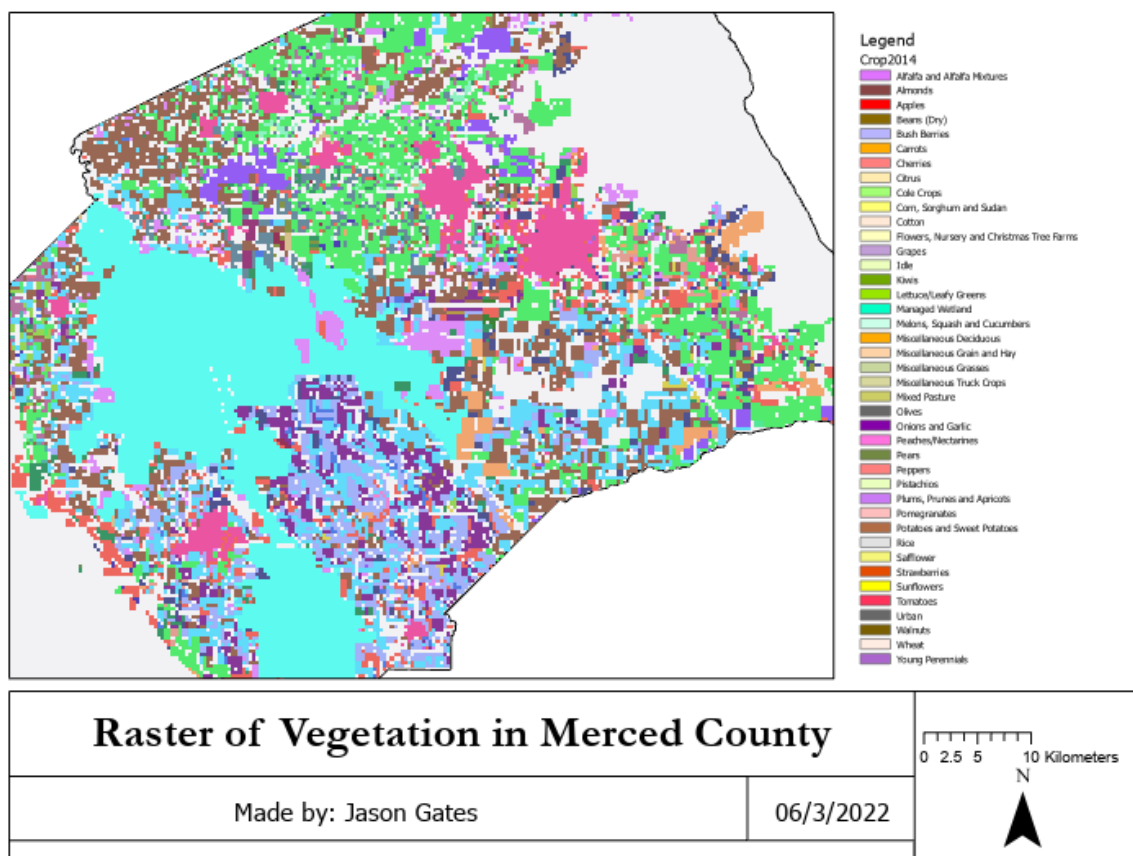 Legend
Crop2014
Alfalfa and Alfalfa Mixtures
Almonds
Apples
Beans (Dry)
Bush Berries
Carrots
Cherries
Citrus
Cole Crops
Corn, Sorghum and Sudan
Cotton
Flowers, Nursery and Christmas Tree Farms
Grapes
Idle
Kiwis
Lettuce/Leafy Greens
Managed Wetland
Melons, Squash and Cucumbers
Miscellaneous Deciduous
Miscellaneous Grain and Hay
Miscellaneous Grasses
Miscellaneous Truck Crops
Mixed Pasture
Olives
Onions and Garlic
Peaches/Nectarines
Pears
Peppers
Pistachios
Plums, Prunes and Apricots
Pomegranates
Potatoes and Sweet Potatoes
Rice
Safflower
Strawberries
Sunflowers
Tomatoes
Urban
Walnuts
Wheat
Young Perennials
Raster of Vegetation in Merced County
Made by: Jason Gates
06/3/2022
0 2.5 5 10 Kilometers
N